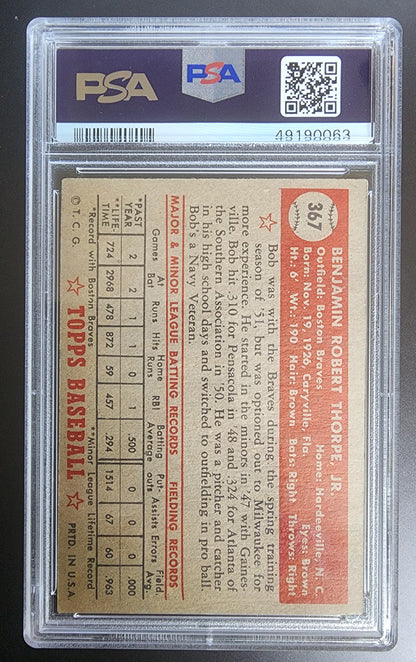 PSA
PSA
49190063
367
BENJAMIN ROBERT THORPE, JR.
Outfield: Boston Braves Home: Hardeeville, N. C.
Born: Nov. 19, 1926, Caryville, Fla. Eyes: Brown
Ht.: 6' Wt.: 190 Hair: Brown Bats: Right Throws: Right
Bob was with the Braves during the spring training
season of '51, but was optioned out to Milwaukee for
more experience. He started in the minors in '47 with Gaines-
ville. Bob hit .310 for Pensacola in '48 and .324 for Atlanta of
the Southern Association in '50. He was a pitcher and catcher
in his high school days and switched to outfielding in pro ball.
Bob's a Navy Veteran.
MAJOR & MINOR LEAGUE BATTING RECORDS FIELDING RECORDS
Games At Bat Runs Hits Home Runs RBI Batting Average Put-outs Assists Errors Field. Avg.
*PAST YEAR 2 2 1 1 0 1 .500 0 0 0 .000
**LIFE-TIME 724 2968 478 872 59 457 .294 1514 67 60 .963
*Record with Boston Braves **Minor League Lifetime Record
© T. C. G. TOPPS BASEBALL PRTD. IN U.S.A.